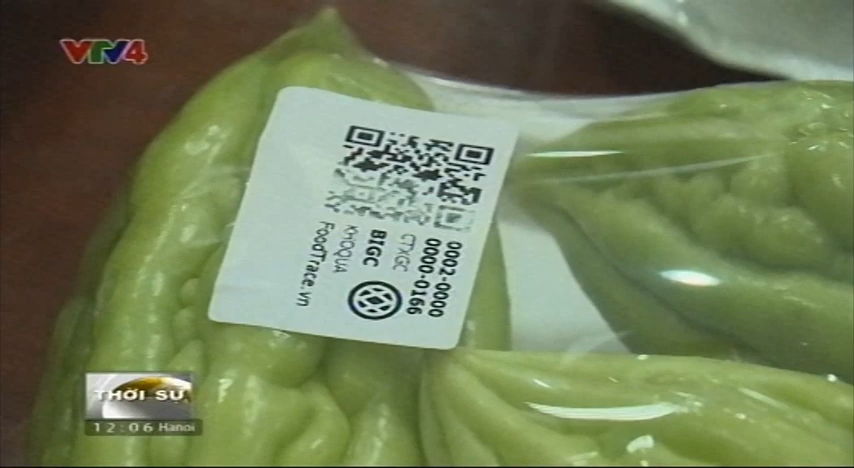 VTV4
0002-0000
0000-0166
CTXGC
BIGC
KHOQUA
FoodTrace.vn
THỜI SỰ
12:06 Hanoi